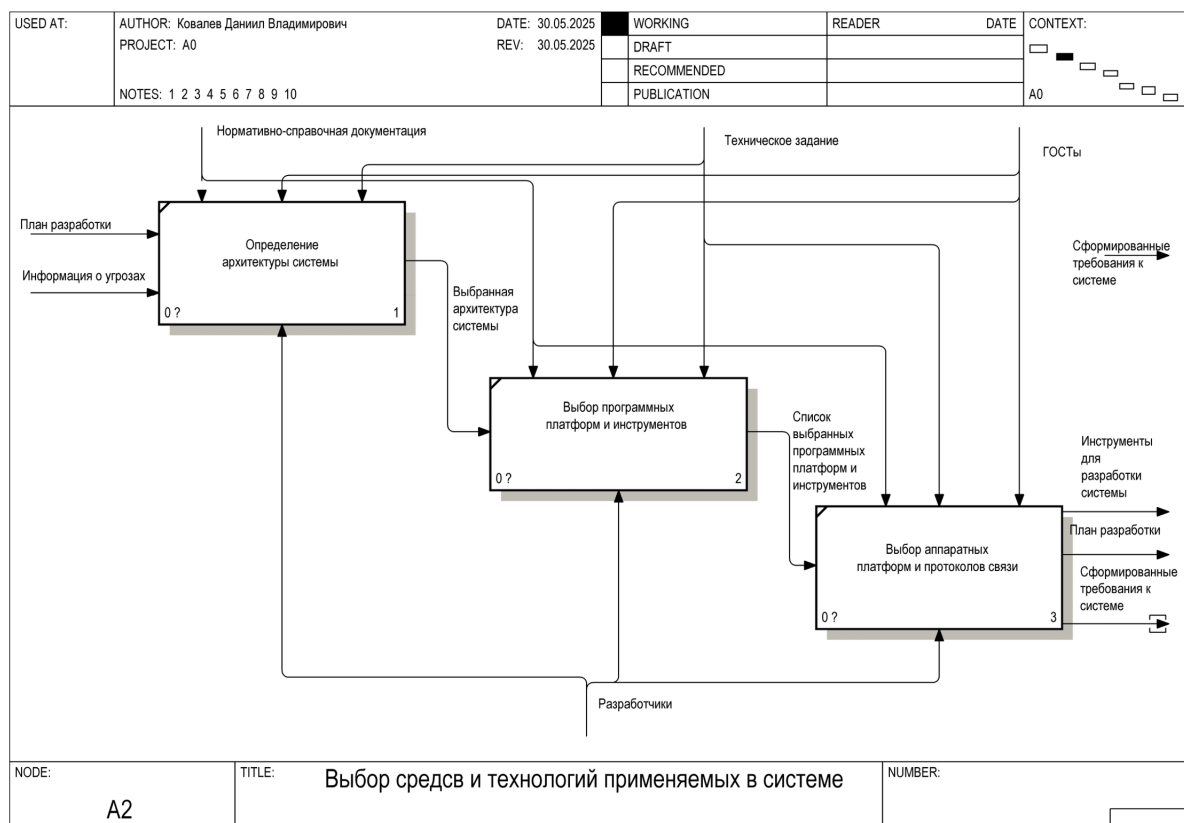 USED AT:
AUTHOR: Ковалев Даниил Владимирович
DATE: 30.05.2025
WORKING
READER
DATE
CONTEXT:
PROJECT: A0
REV: 30.05.2025
DRAFT
RECOMMENDED
NOTES: 1 2 3 4 5 6 7 8 9 10
PUBLICATION
A0
Нормативно-справочная документация
Техническое задание
ГОСТы
План разработки
Информация о угрозах
Определение
архитектуры системы
0 ?
1
Выбранная
архитектура
системы
Сформированные
требования к
системе
Выбор программных
платформ и инструментов
0 ?
2
Список
выбранных
программных
платформ и
инструментов
Инструменты
для
разработки
системы
Выбор аппаратных
платформ и протоколов связи
0 ?
3
План разработки
Сформированные
требования к
системе
Разработчики
NODE:
A2
TITLE:
Выбор средсв и технологий применяемых в системе
NUMBER: